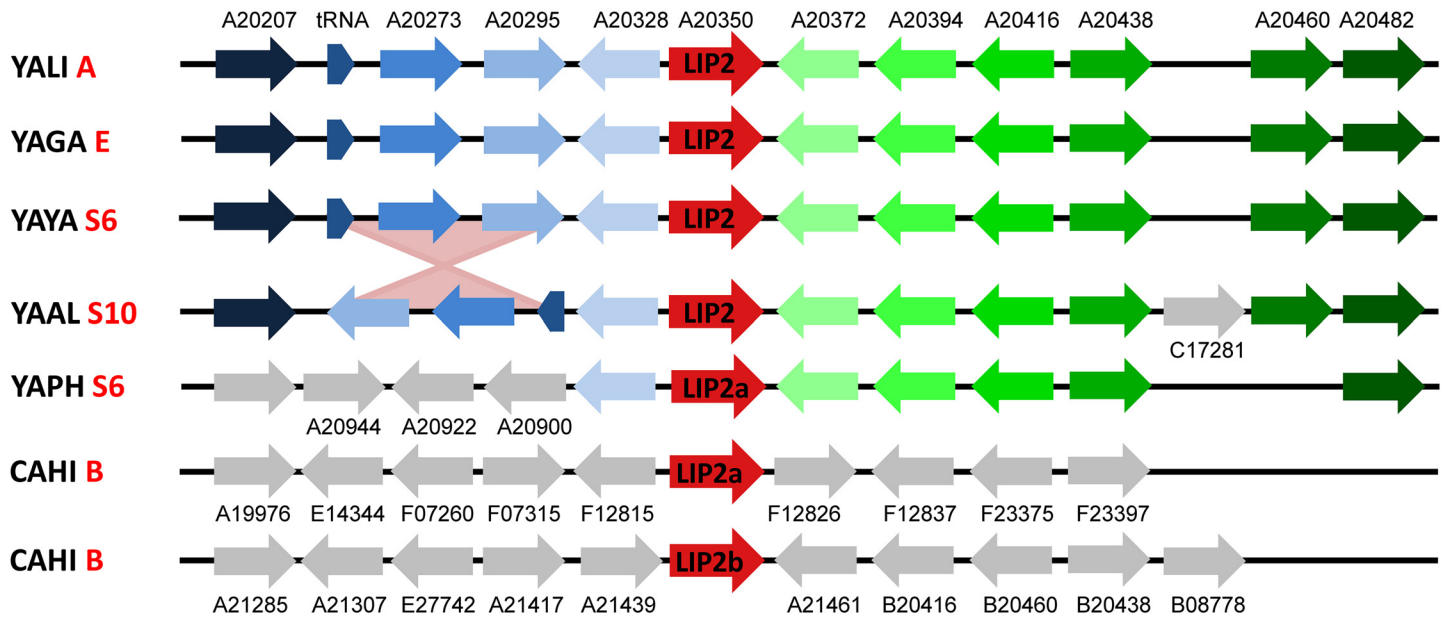 A20207 tRNA A20273 A20295 A20328 A20350 A20372 A20394 A20416 A20438 A20460 A20482
YALI A LIP2
YAGA E LIP2
YAYA S6 LIP2
YAAL S10 LIP2
C17281
YAPH S6 LIP2a
A20944 A20922 A20900
CAHI B LIP2a
A19976 E14344 F07260 F07315 F12815 F12826 F12837 F23375 F23397
CAHI B LIP2b
A21285 A21307 E27742 A21417 A21439 A21461 B20416 B20460 B20438 B08778